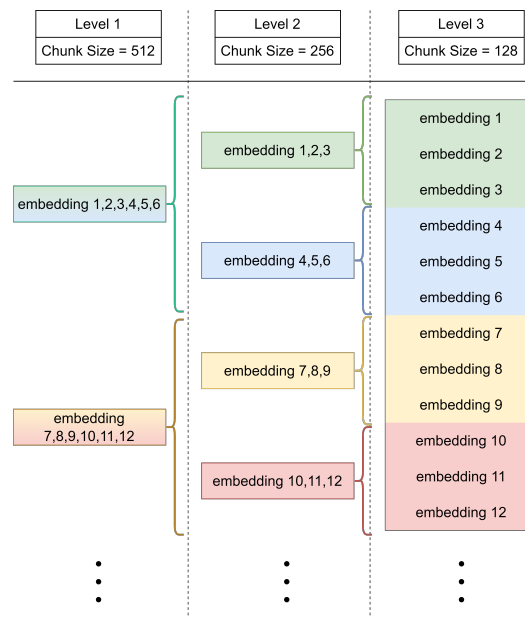 Level 1
Chunk Size = 512
Level 2
Chunk Size = 256
Level 3
Chunk Size = 128
embedding 1,2,3,4,5,6
embedding
7,8,9,10,11,12
embedding 1,2,3
embedding 4,5,6
embedding 7,8,9
embedding 10,11,12
embedding 1
embedding 2
embedding 3
embedding 4
embedding 5
embedding 6
embedding 7
embedding 8
embedding 9
embedding 10
embedding 11
embedding 12